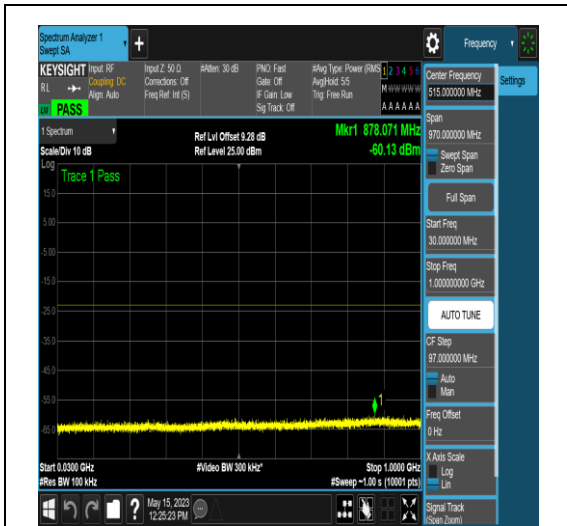 Spectrum Analyzer 1
Swept SA
+
Frequency
KEYSIGHT
RL
PASS
Input: RF
Coupling: DC
Align: Auto
Input Z: 50 Ω
Corrections: Off
Freq Ref: Int (S)
#Atten: 30 dB
PNO: Fast
Gate: Off
IF Gain: Low
Sig Track: Off
#Avg Type: Power (RMS
Avg|Hold: 5/5
Trig: Free Run
1 2 3 4 5 6
M W W W W W
A A A A A A
Center Frequency
515.000000 MHz
Settings
Span
970.000000 MHz
Swept Span
Zero Span
Full Span
Start Freq
30.000000 MHz
Stop Freq
1.000000000 GHz
AUTO TUNE
CF Step
97.000000 MHz
Auto
Man
Freq Offset
0 Hz
X Axis Scale
Log
Lin
Signal Track
(Span Zoom)
1 Spectrum
Scale/Div 10 dB
Ref Lvl Offset 9.28 dB
Ref Level 25.00 dBm
Mkr1 878.071 MHz
-60.13 dBm
Log
Trace 1 Pass
15.0
5.00
-5.00
-15.0
-25.0
-35.0
-45.0
-55.0
-65.0
1
Start 0.0300 GHz
#Res BW 100 kHz
#Video BW 300 kHz*
Stop 1.0000 GHz
#Sweep ~1.00 s (10001 pts)
?
May 15, 2023
12:25:23 PM